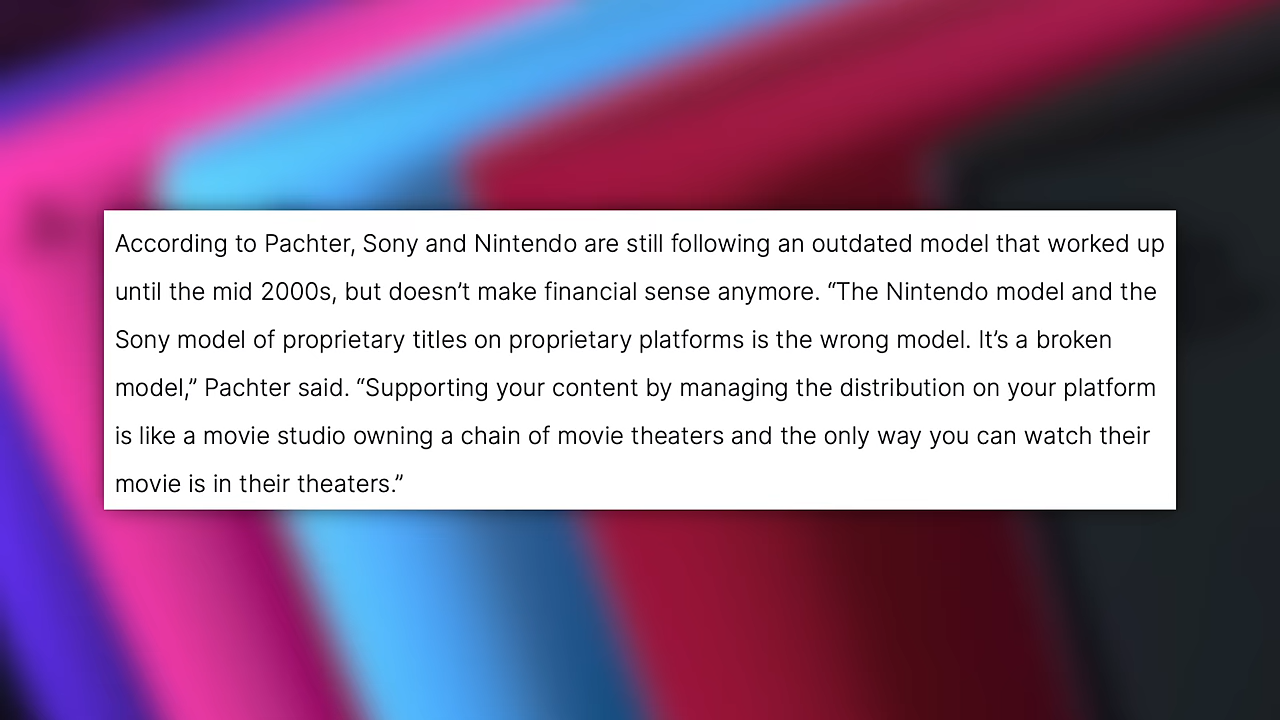 According to Pachter, Sony and Nintendo are still following an outdated model that worked up
until the mid 2000s, but doesn’t make financial sense anymore. “The Nintendo model and the
Sony model of proprietary titles on proprietary platforms is the wrong model. It’s a broken
model,” Pachter said. “Supporting your content by managing the distribution on your platform
is like a movie studio owning a chain of movie theaters and the only way you can watch their
movie is in their theaters.”